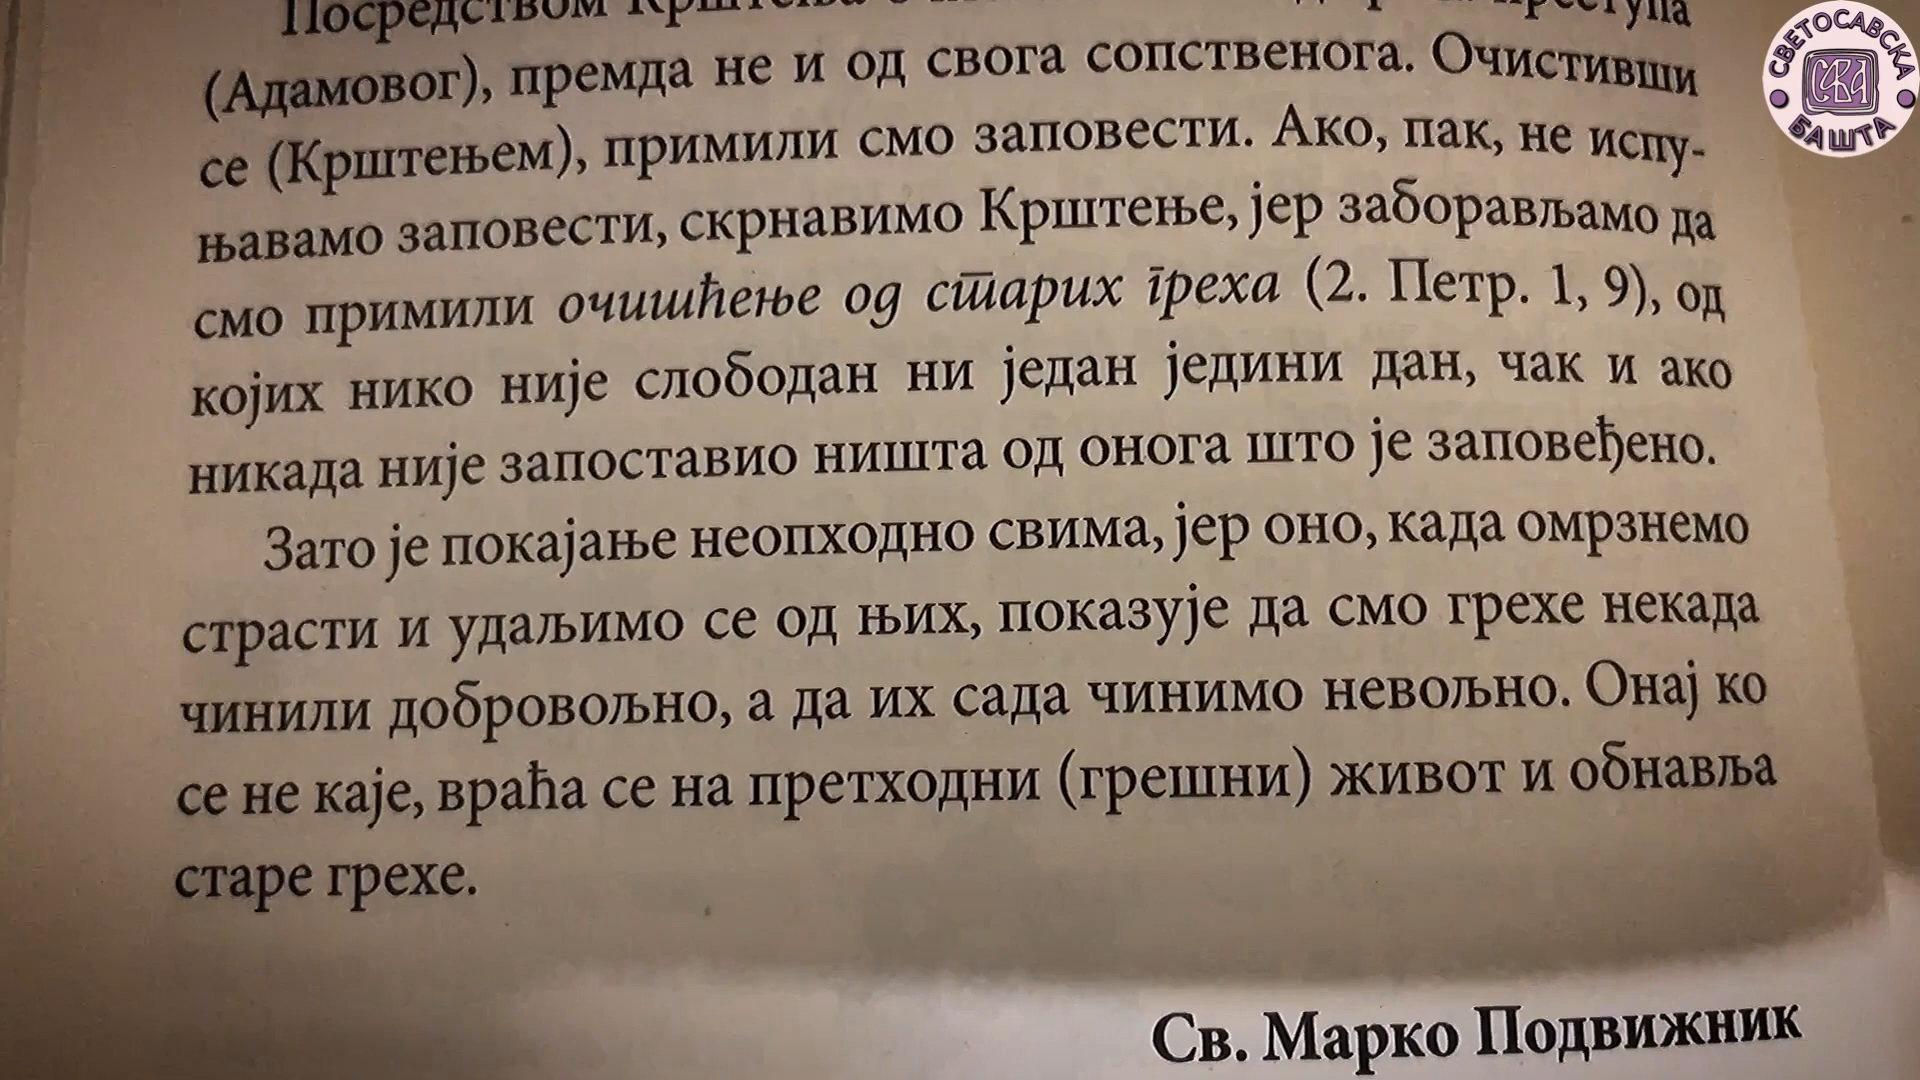 Посредством Крштења
преступа
(Адамовог), премда не и од свога сопственога. Очистивши
се (Крштењем), примили смо заповести. Ако, пак, не испу-
њавамо заповести, скрнавимо Крштење, јер заборављамо да
смо примили очишћење од старих греха (2. Петр. 1, 9), од
којих нико није слободан ни један једини дан, чак и ако
никада није запоставио ништа од онога што је заповеђено.
Зато је покајање неопходно свима, јер оно, када омрзнемо
страсти и удаљимо се од њих, показује да смо грехе некада
чинили добровољно, а да их сада чинимо невољно. Онај ко
се не каје, враћа се на претходни (грешни) живот и обнавља
старе грехе.
Св. Марко Подвижник
СВЕТОСАВСКА
САВА
БАШТА